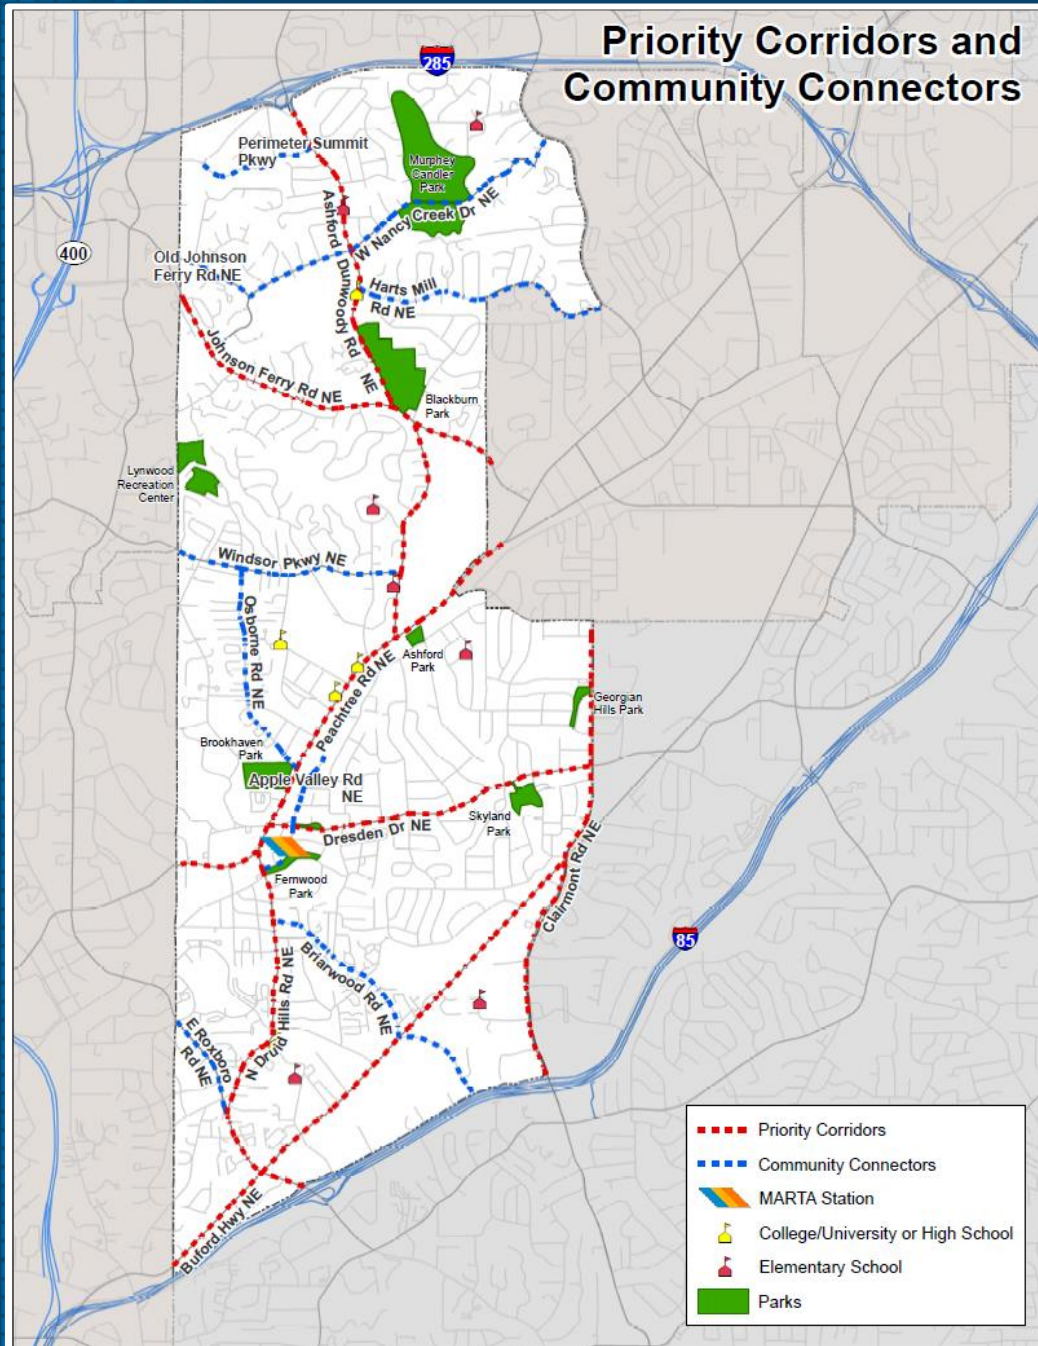 Priority Corridors and
Community Connectors
285
Perimeter Summit
Pkwy
Murphey
Candler
Park
Ashford
Dunwoody Rd
NE
W Nancy Creek Dr NE
400
Old Johnson
Ferry Rd NE
Harts Mill
Rd NE
Johnson Ferry Rd NE
Blackburn
Park
Lynwood
Recreation
Center
Windsor Pkwy NE
Osborne Rd NE
Ashford
Park
Peachtree Rd NE
Georgian
Hills Park
Brookhaven
Park
Apple Valley Rd
NE
Skyland
Park
Dresden Dr NE
Fernwood
Park
Clairmont Rd NE
85
Briarwood Rd NE
N Druid Hills Rd NE
E Roxboro
Rd NE
Buford Hwy NE
Priority Corridors
Community Connectors
MARTA Station
College/University or High School
Elementary School
Parks